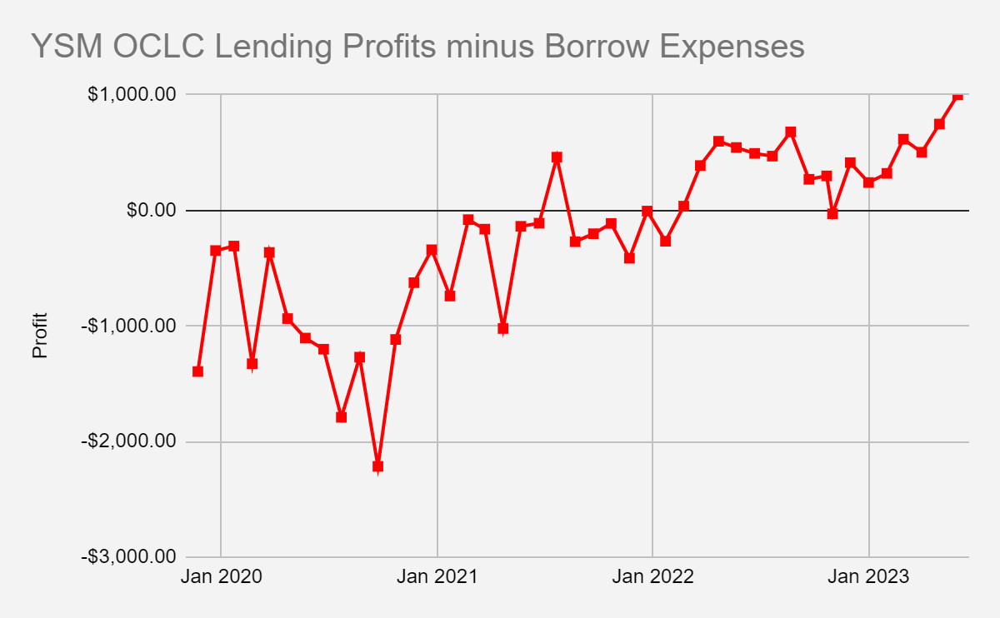 YSM OCLC Lending Profits minus Borrow Expenses
$1,000.00
$0.00
-$1,000.00
-$2,000.00
-$3,000.00
Profit
Jan 2020
Jan 2021
Jan 2022
Jan 2023